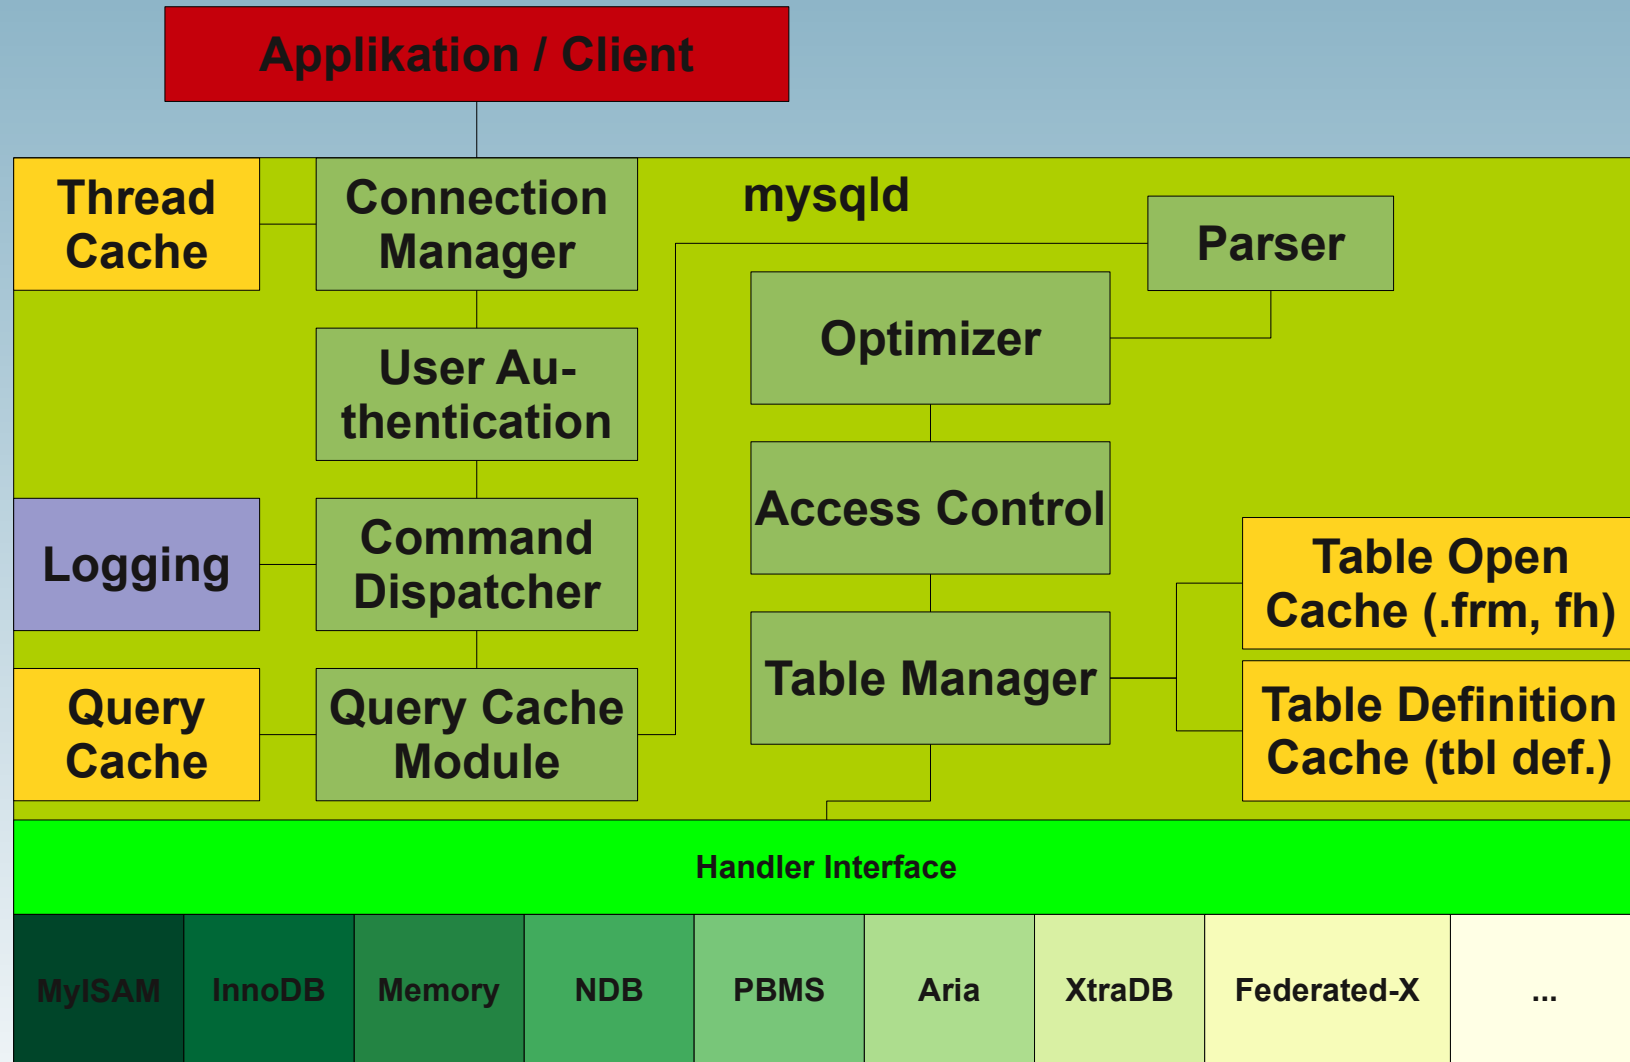 Applikation / Client
mysqld
Thread
Cache
Connection
Manager
Parser
Optimizer
User Au-
thentication
Access Control
Logging
Command
Dispatcher
Table Open
Cache (.frm, fh)
Table Manager
Query
Cache
Query Cache
Module
Table Definition
Cache (tbl def.)
Handler Interface
MyISAM
InnoDB
Memory
NDB
PBMS
Aria
XtraDB
Federated-X
...